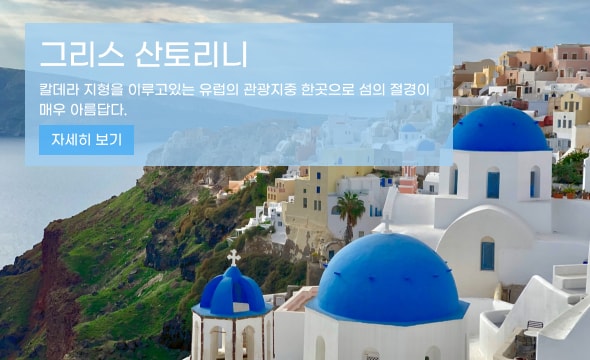 그리스 산토리니
칼데라 지형을 이루고있는 유럽의 관광지중 한곳으로 섬의 절경이
매우 아름답다.
자세히 보기